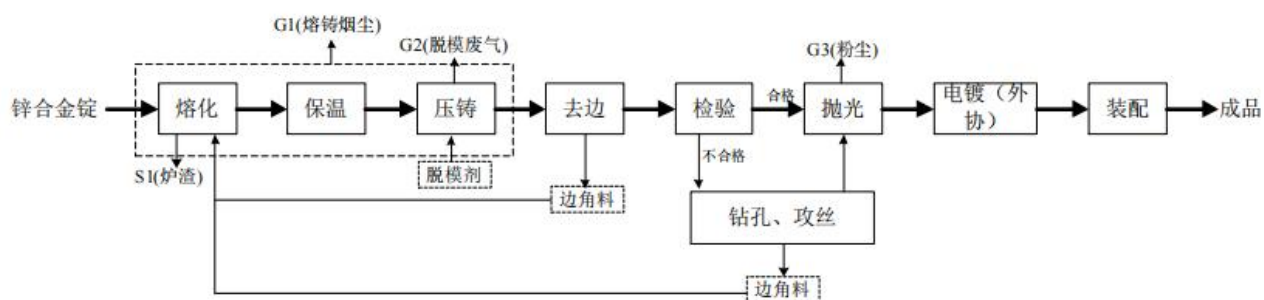 G1(熔铸烟尘)
G2(脱模废气)
G3(粉尘)
锌合金锭
熔化
保温
压铸
去边
检验
合格
抛光
电镀（外
协）
装配
成品
S1(炉渣)
脱模剂
不合格
边角料
钻孔、攻丝
边角料